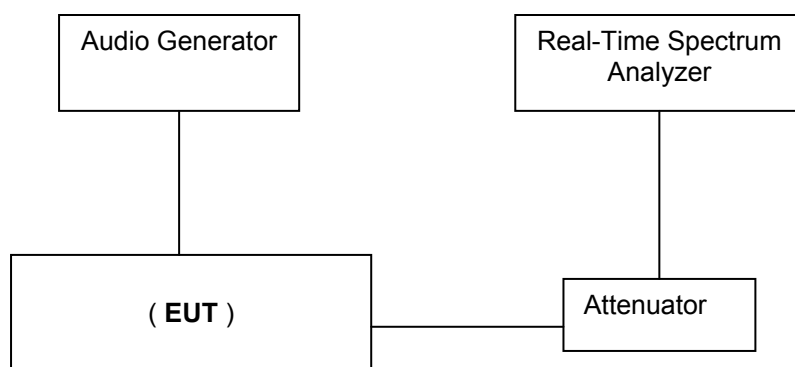 Audio Generator
Real-Time Spectrum
Analyzer
( EUT )
Attenuator